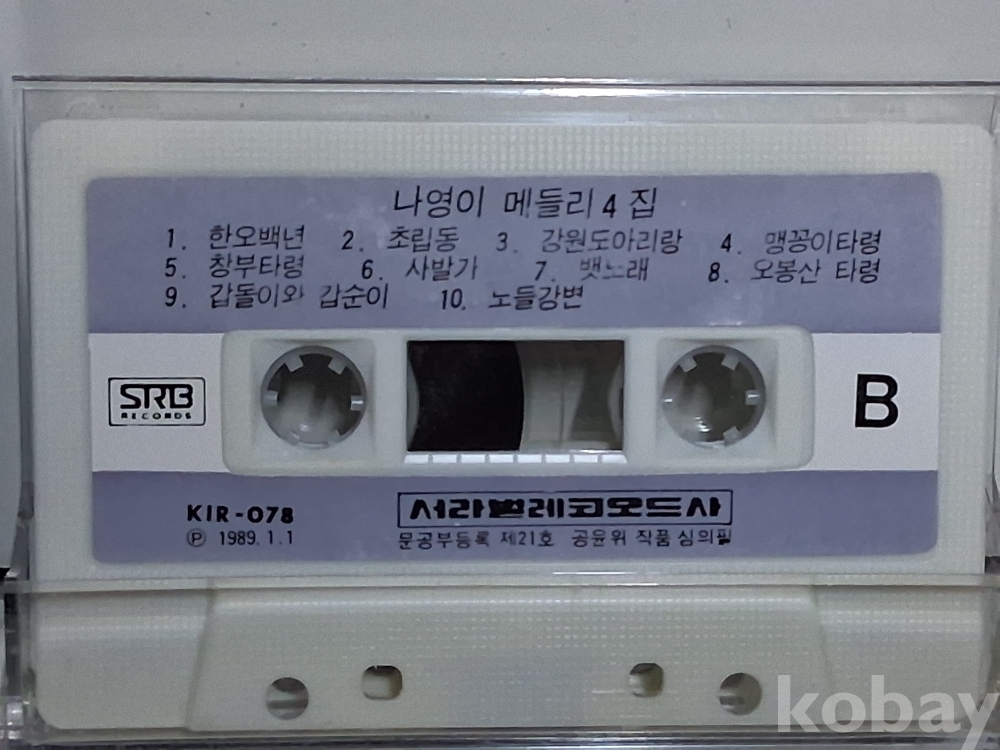 나영이 메들리 4 집
1. 한오백년 2. 초립동 3. 강원도아리랑 4. 맹꽁이타령
5. 창부타령 6. 사발가 7. 뱃노래 8. 오봉산 타령
9. 갑돌이와 갑순이 10. 노들강변
SRB
RECORDS
B
KIR-078
Ⓟ 1989.1.1
서라벌레코오드사
문공부등록 제21호 공윤위 작품 심의필
kobay